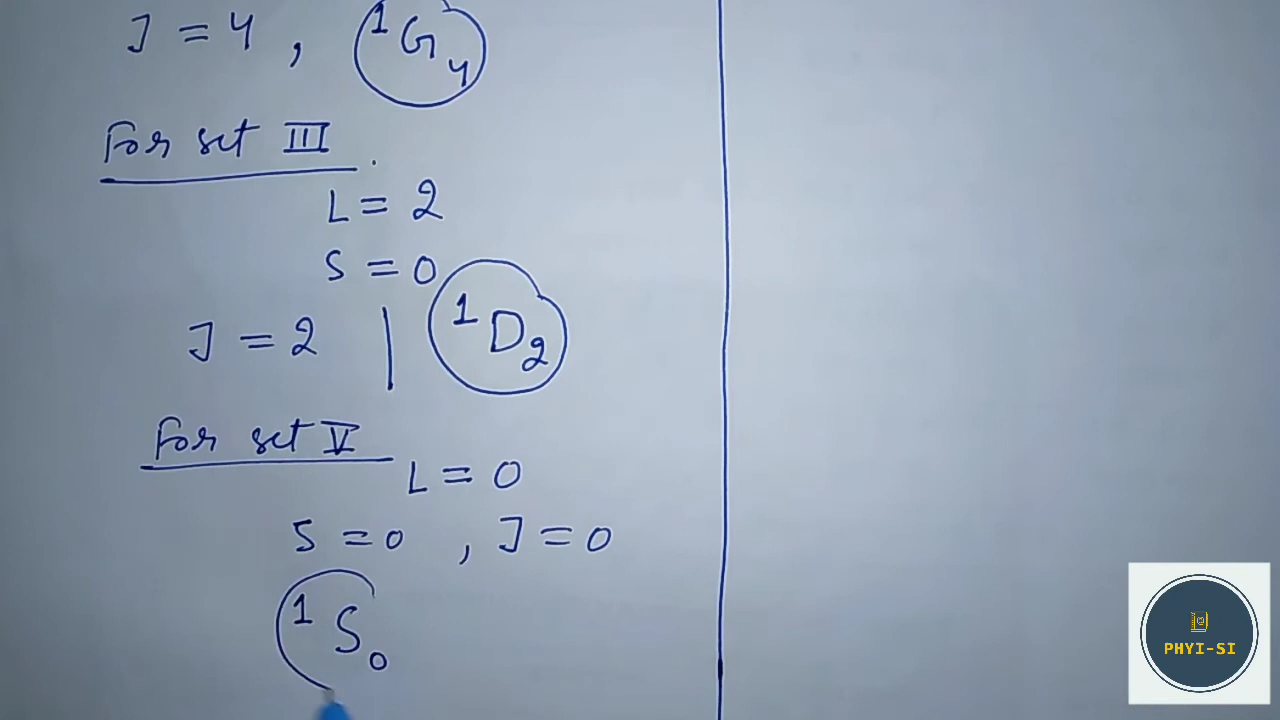 J = 4 , ¹G₄
For set III
L = 2
S = 0
J = 2 | ¹D₂
For set V
L = 0
S = 0 , J = 0
¹S₀
PHYI-SI